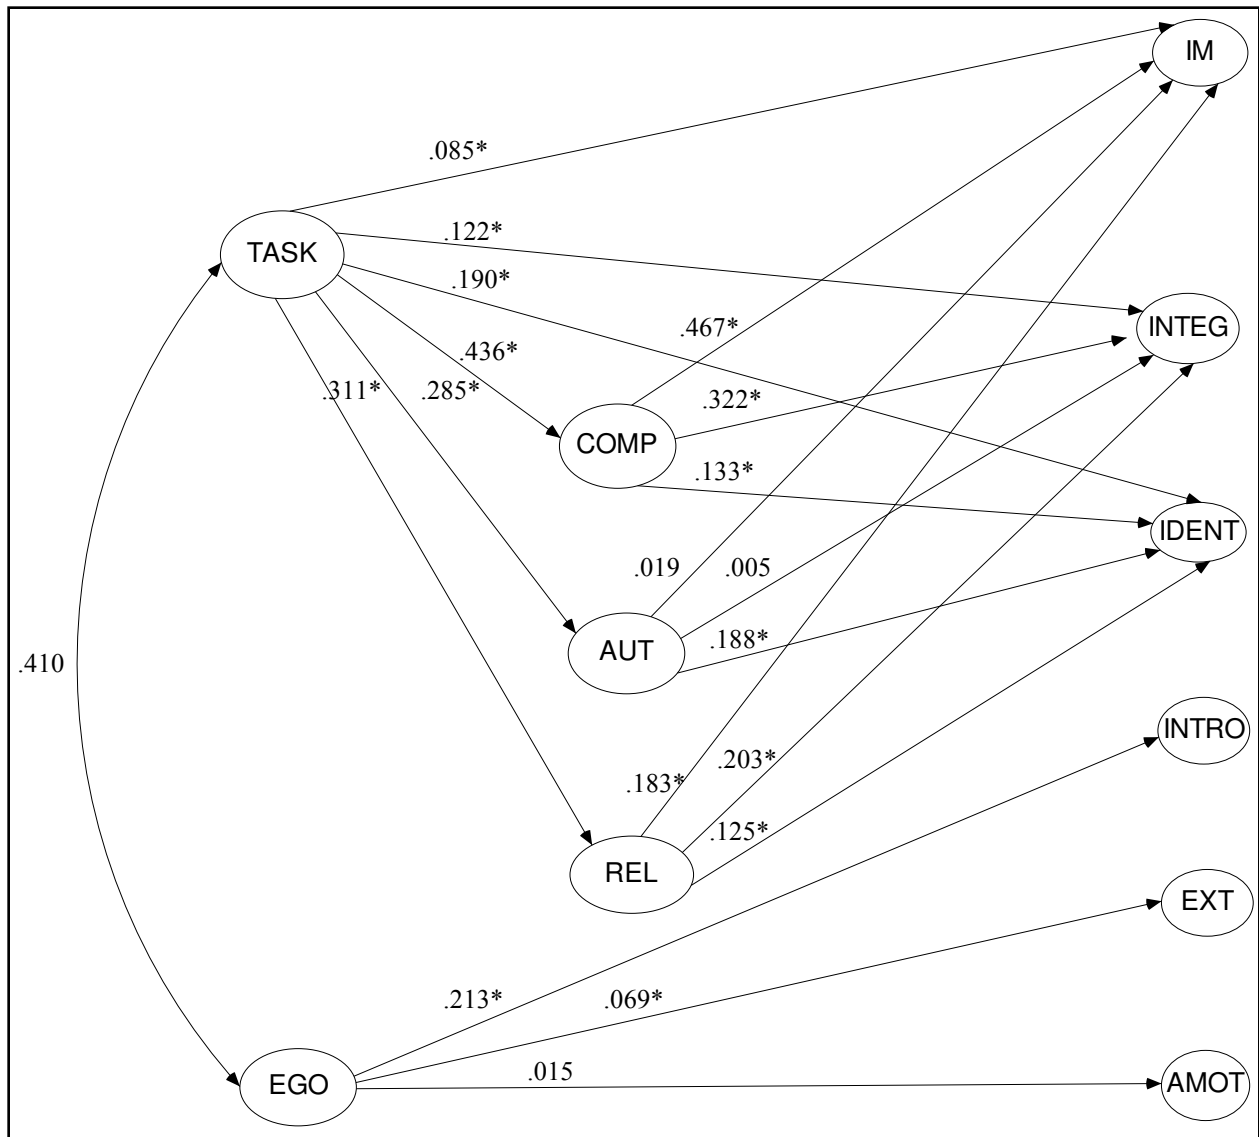 IM
.085*
.122*
TASK
.190*
INTEG
.467*
.436*
.311*
.285*
.322*
COMP
.133*
IDENT
.019
.005
.188*
AUT
.410
INTRO
.203*
.183*
.125*
REL
EXT
.213*
.069*
.015
EGO
AMOT